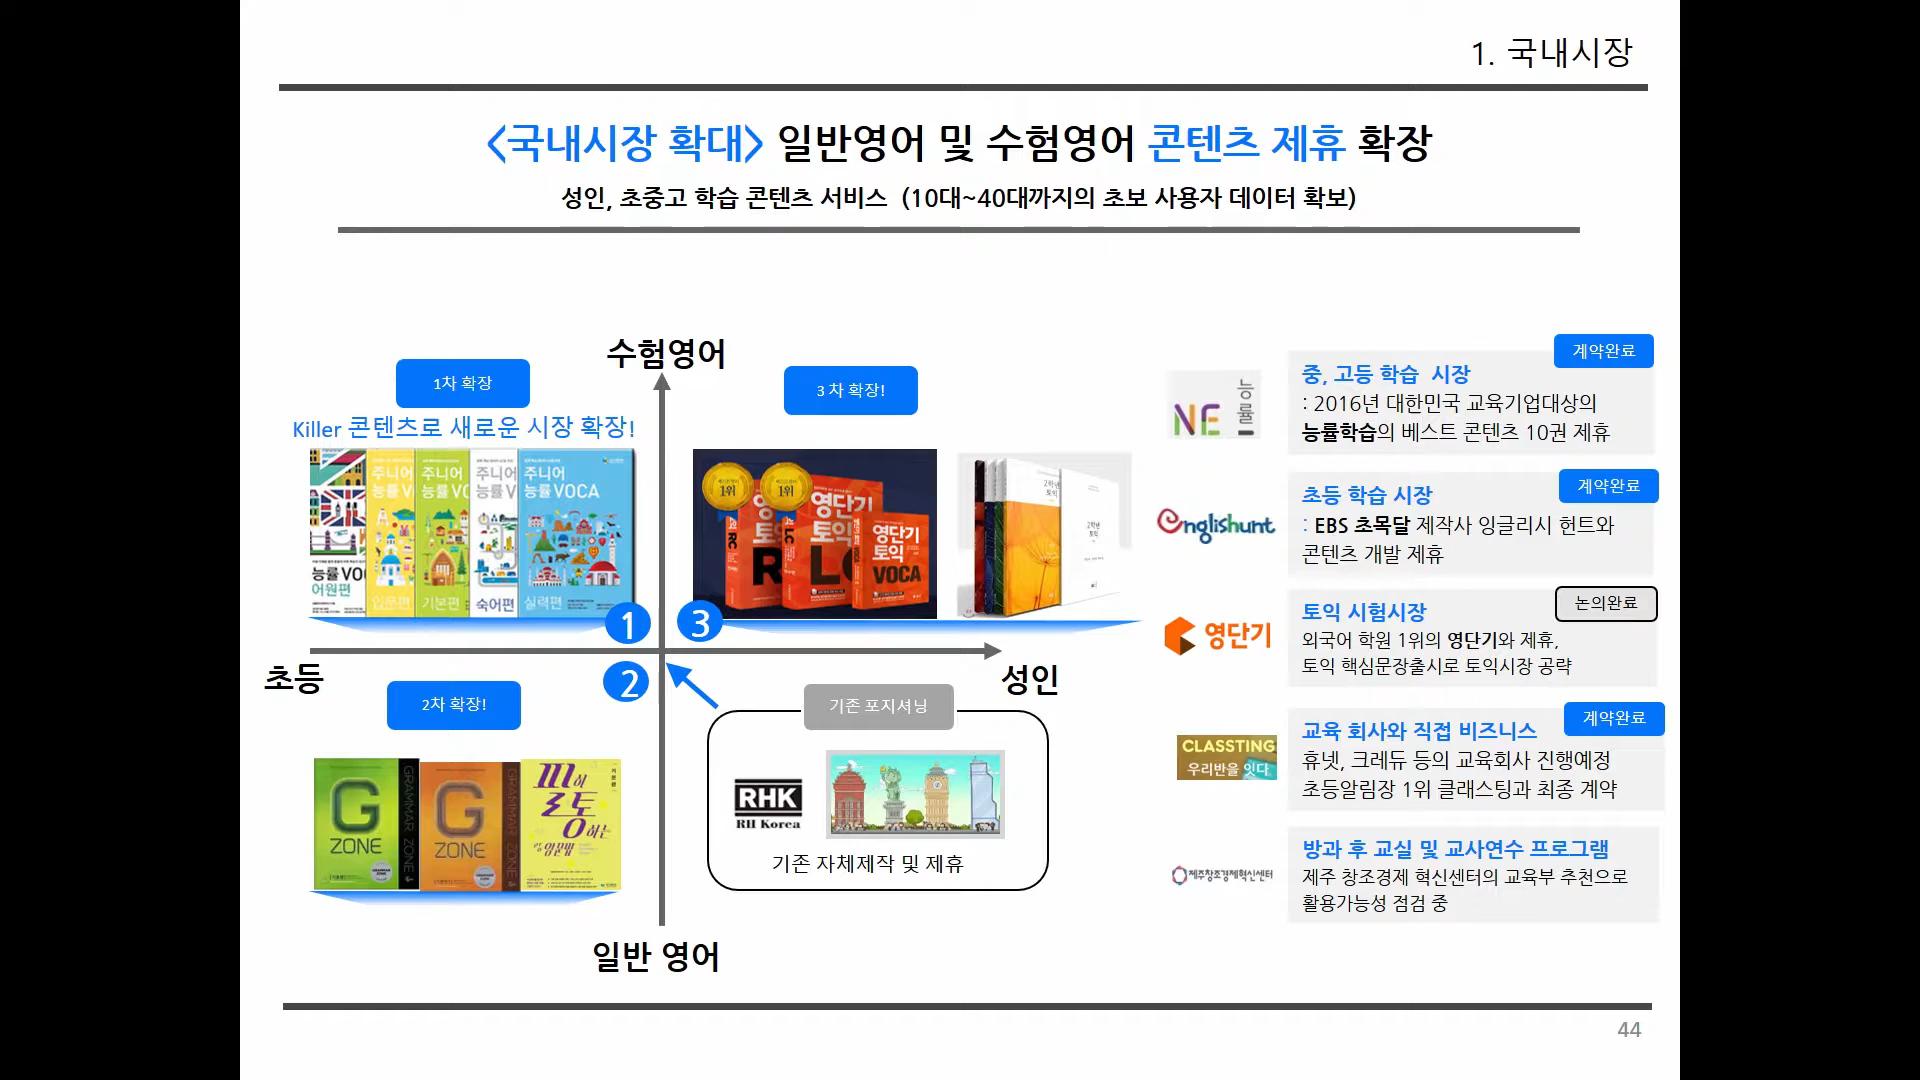 1. 국내시장
<국내시장 확대> 일반영어 및 수험영어 콘텐츠 제휴 확장
성인, 초중고 학습 콘텐츠 서비스 (10대~40대까지의 초보 사용자 데이터 확보)
수험영어
1차 확장
Killer 콘텐츠로 새로운 시장 확장!
능률 VO
어원편
입문편
기본편
숙어편
주니어
능률 VOCA
실력편
1
3 차 확장!
1위
1위
영단기
토익
RC
LC
영단기
토익
VOCA
3
초등
성인
2
2차 확장!
G
ZONE
GRAMMAR ZONE
G
ZONE
GRAMMAR ZONE
기존 포지셔닝
RHK
RH Korea
기존 자체제작 및 제휴
일반 영어
NE 능률
계약완료
중, 고등 학습 시장
: 2016년 대한민국 교육기업대상의
능률학습의 베스트 콘텐츠 10권 제휴
Englishunt
계약완료
초등 학습 시장
: EBS 초목달 제작사 잉글리시 헌트와
콘텐츠 개발 제휴
영단기
논의완료
토익 시험시장
외국어 학원 1위의 영단기와 제휴,
토익 핵심문장출시로 토익시장 공략
CLASSTING
우리반을 잇다
계약완료
교육 회사와 직접 비즈니스
휴넷, 크레듀 등의 교육회사 진행예정
초등알림장 1위 클래스팅과 최종 계약
제주창조경제혁신센터
방과 후 교실 및 교사연수 프로그램
제주 창조경제 혁신센터의 교육부 추천으로
활용가능성 점검 중
44